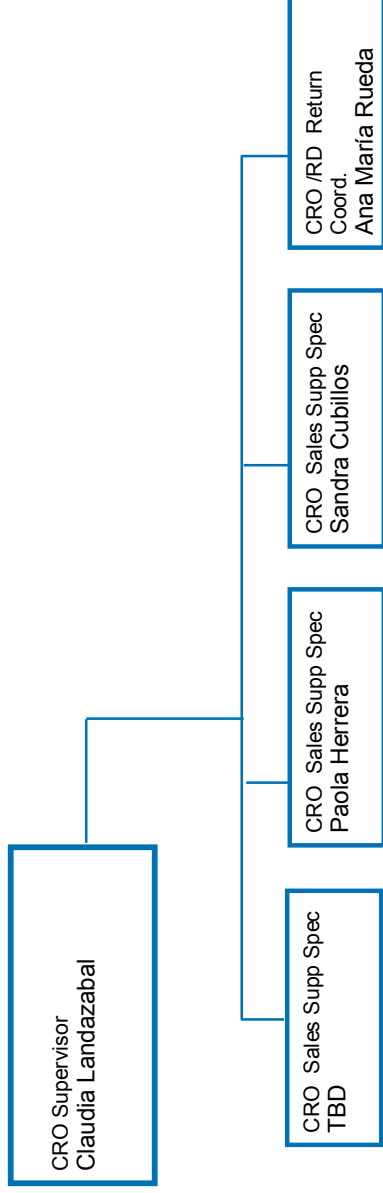 CRO Supervisor
Claudia Landazabal
CRO Sales Supp Spec
TBD
CRO Sales Supp Spec
Paola Herrera
CRO Sales Supp Spec
Sandra Cubillos
CRO /RD Return
Coord.
Ana María Rueda